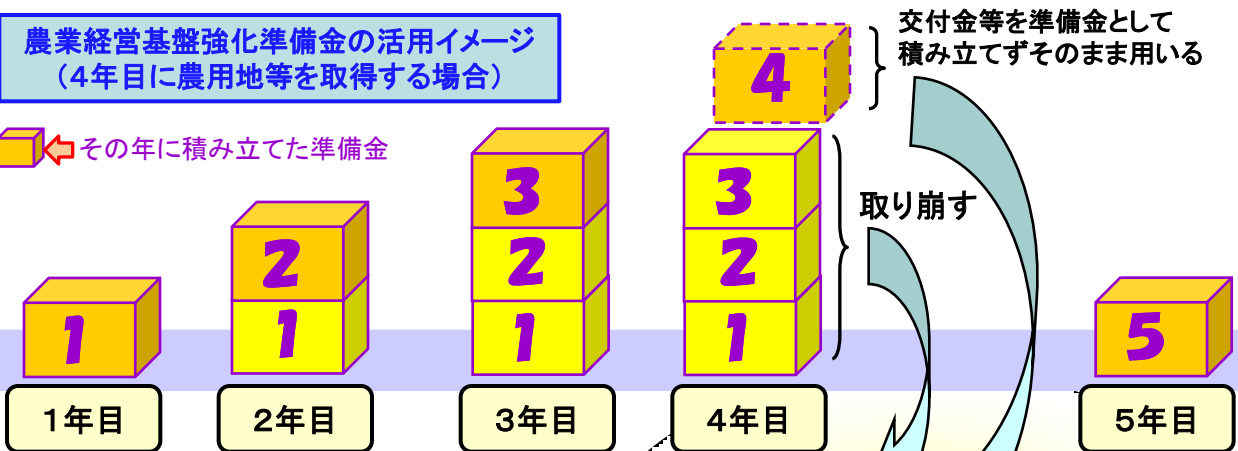 農業経営基盤強化準備金の活用イメージ
（４年目に農用地等を取得する場合）
交付金等を準備金として
積み立てずそのまま用いる
その年に積み立てた準備金
取り崩す
1
2
1
3
2
1
4
3
2
1
5
１年目
２年目
３年目
４年目
５年目